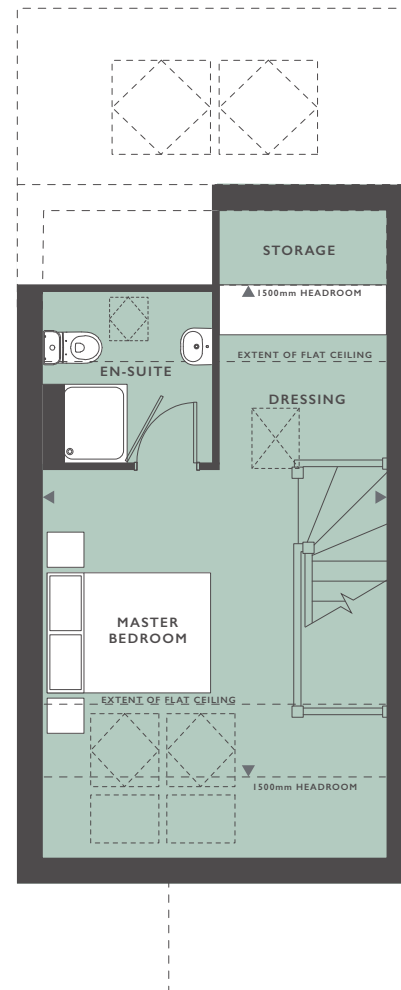 STORAGE
1500mm HEADROOM
EXTENT OF FLAT CEILING
EN-SUITE
DRESSING
MASTER
BEDROOM
EXTENT OF FLAT CEILING
1500mm HEADROOM